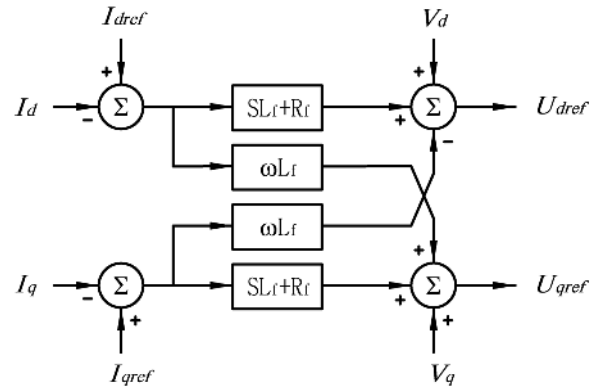 Idref
Vd
+
+
Id
Σ
SLf+Rf
Σ
Udref
-
+
-
ωLf
ωLf
+
Iq
Σ
SLf+Rf
Σ
Uqref
-
+
+
+
Iqref
Vq